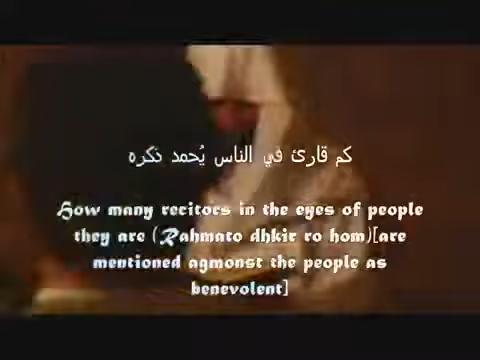 كم قارئ في الناس يُحمد ذكره
How many recitors in the eyes of people
they are (Rahmato dhkir ro hom)[are
mentioned agmonst the people as
benevolent]